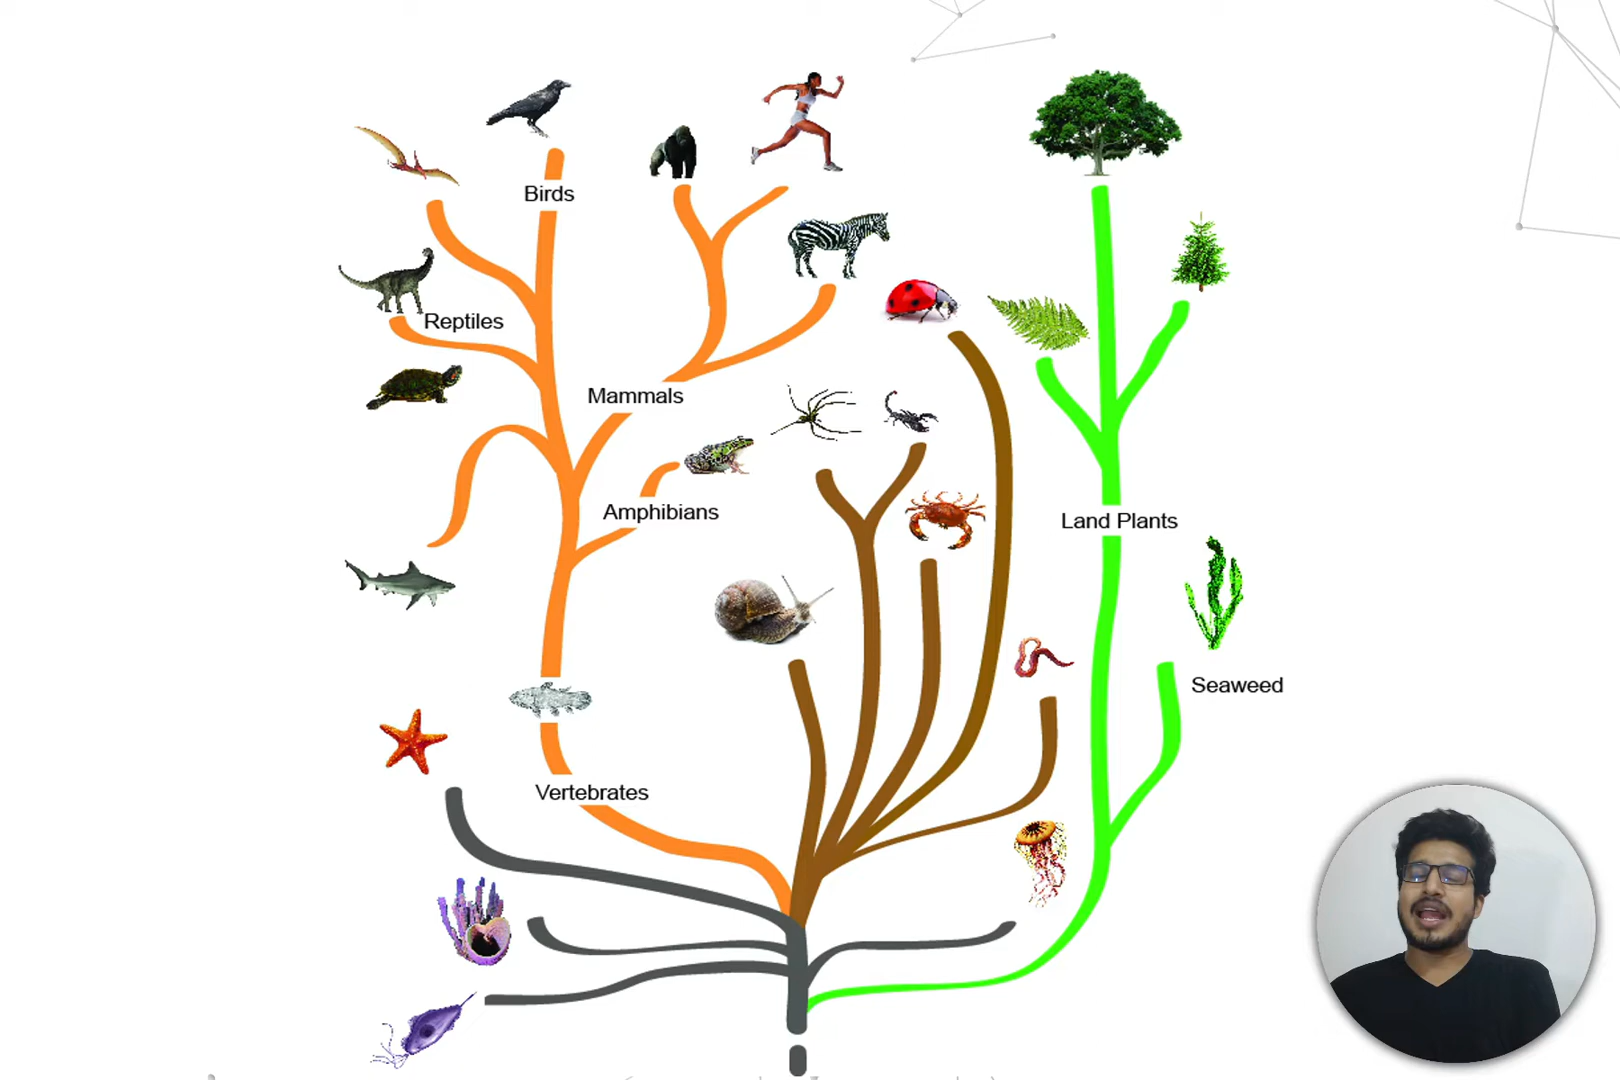 Birds
Reptiles
Mammals
Amphibians
Land Plants
Seaweed
Vertebrates